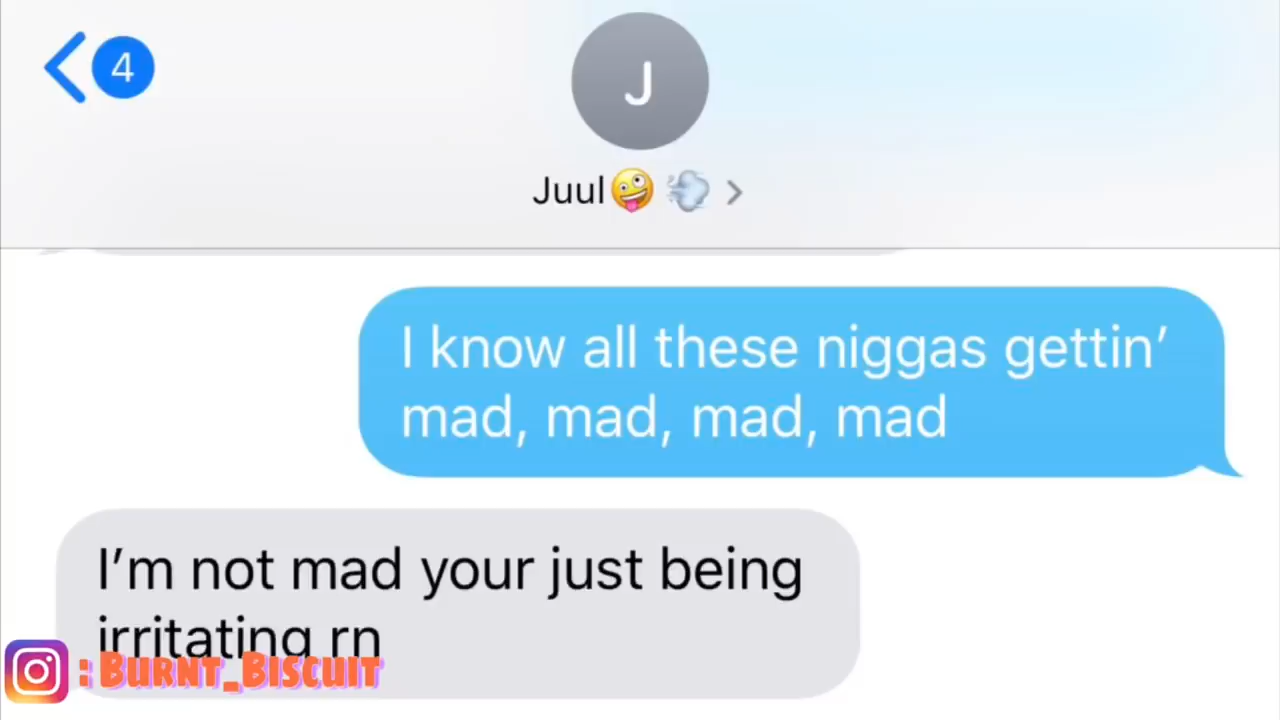 4
J
Juul🤪💨 >
I know all these niggas gettin’
mad, mad, mad, mad
I’m not mad your just being
irritating rn
: BURNT_BISCUIT